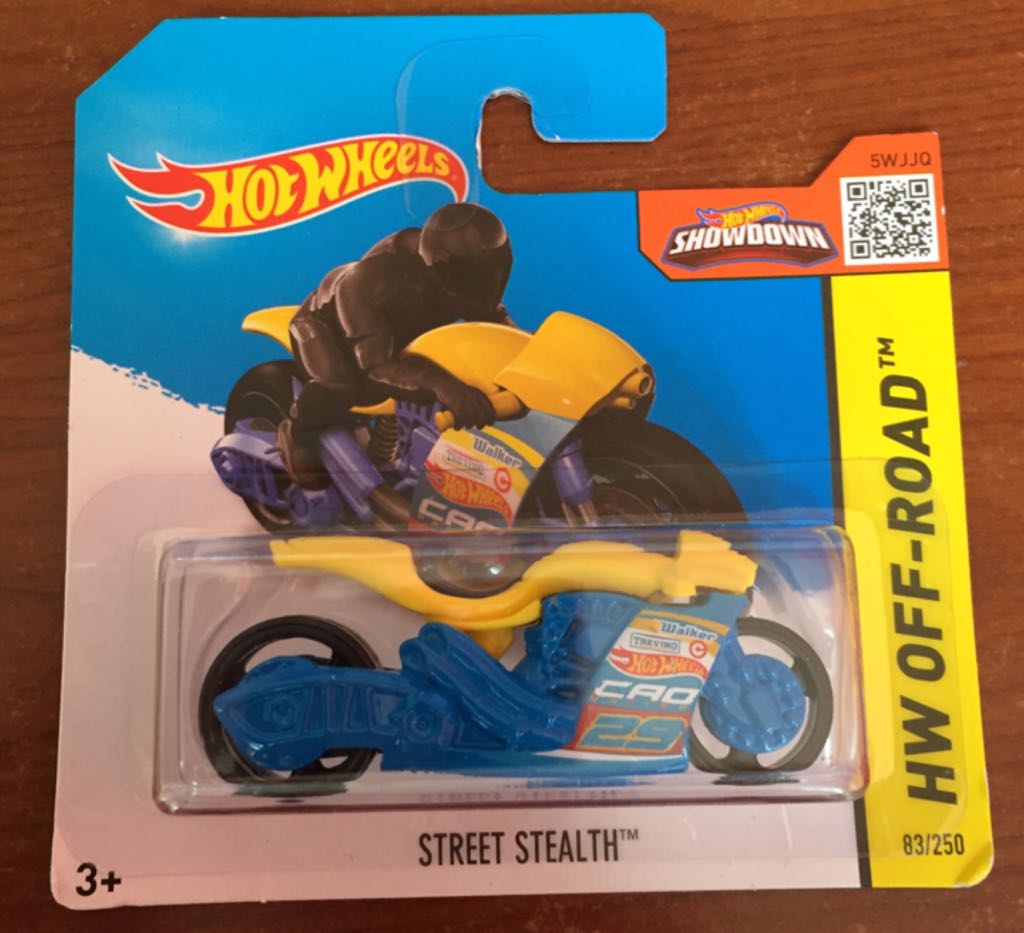 HOT WHEELS
5WJJQ
HOT WHEELS
SHOWDOWN
HW OFF-ROAD™
Walker
TREVINO C
HOT WHEELS
CAO
Walker
TREVINO C
HOT WHEELS
CAO
29
STREET STEALTH™
83/250
3+